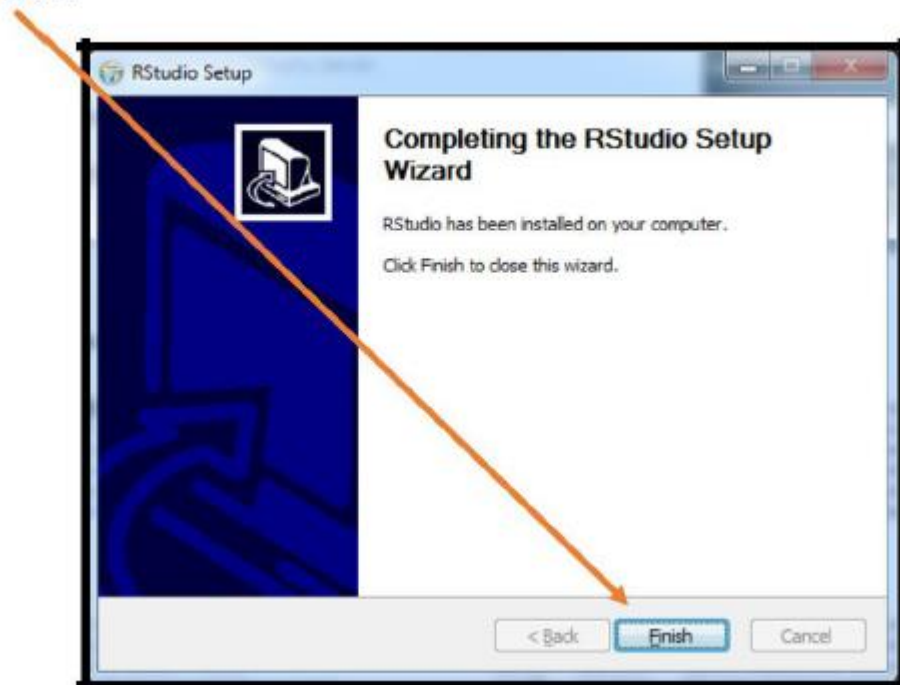 RStudio Setup
Completing the RStudio Setup
Wizard
RStudio has been installed on your computer.
Click Finish to close this wizard.
< Back
Finish
Cancel